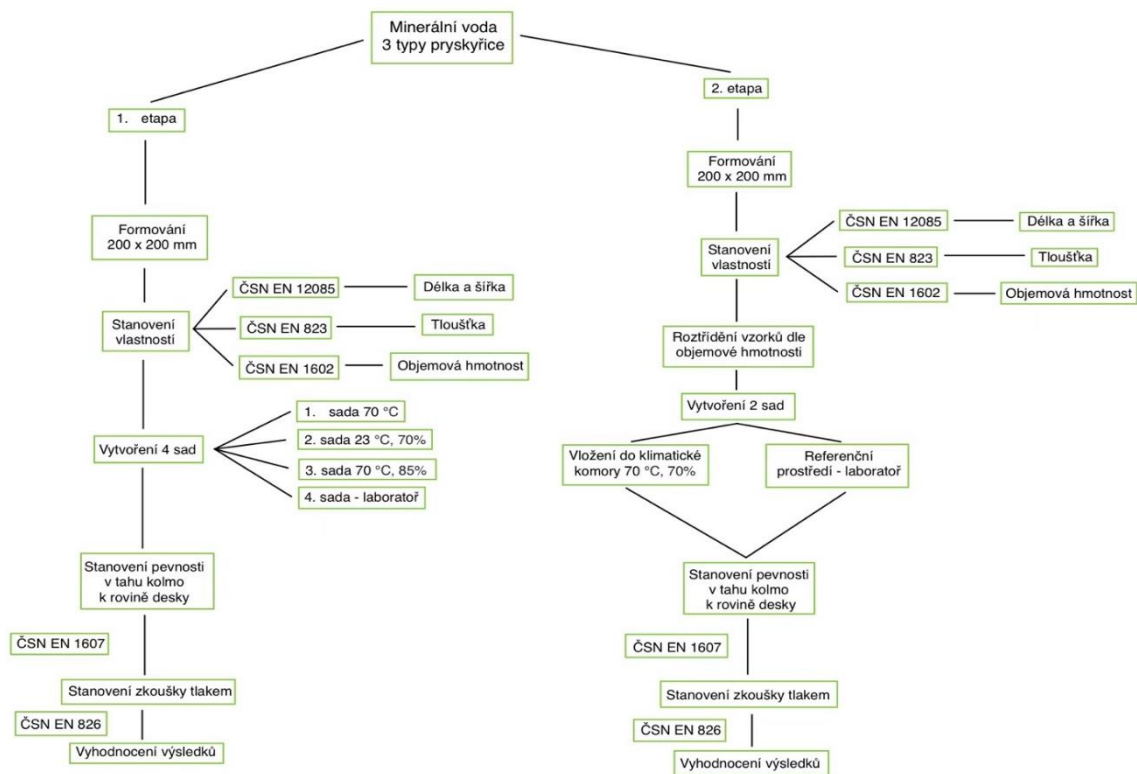 Minerální voda
3 typy pryskyřice
1. etapa
Formování
200 x 200 mm
Stanovení
vlastností
ČSN EN 12085
Délka a šířka
ČSN EN 823
Tloušťka
ČSN EN 1602
Objemová hmotnost
Vytvoření 4 sad
1. sada 70 °C
2. sada 23 °C, 70%
3. sada 70 °C, 85%
4. sada - laboratoř
Stanovení pevnosti
v tahu kolmo
k rovině desky
ČSN EN 1607
Stanovení zkoušky tlakem
ČSN EN 826
Vyhodnocení výsledků
2. etapa
Formování
200 x 200 mm
Stanovení
vlastností
ČSN EN 12085
Délka a šířka
ČSN EN 823
Tloušťka
ČSN EN 1602
Objemová hmotnost
Roztřídění vzorků dle
objemové hmotnosti
Vytvoření 2 sad
Vložení do klimatické
komory 70 °C, 70%
Referenční
prostředí - laboratoř
Stanovení pevnosti
v tahu kolmo
k rovině desky
ČSN EN 1607
Stanovení zkoušky tlakem
ČSN EN 826
Vyhodnocení výsledků